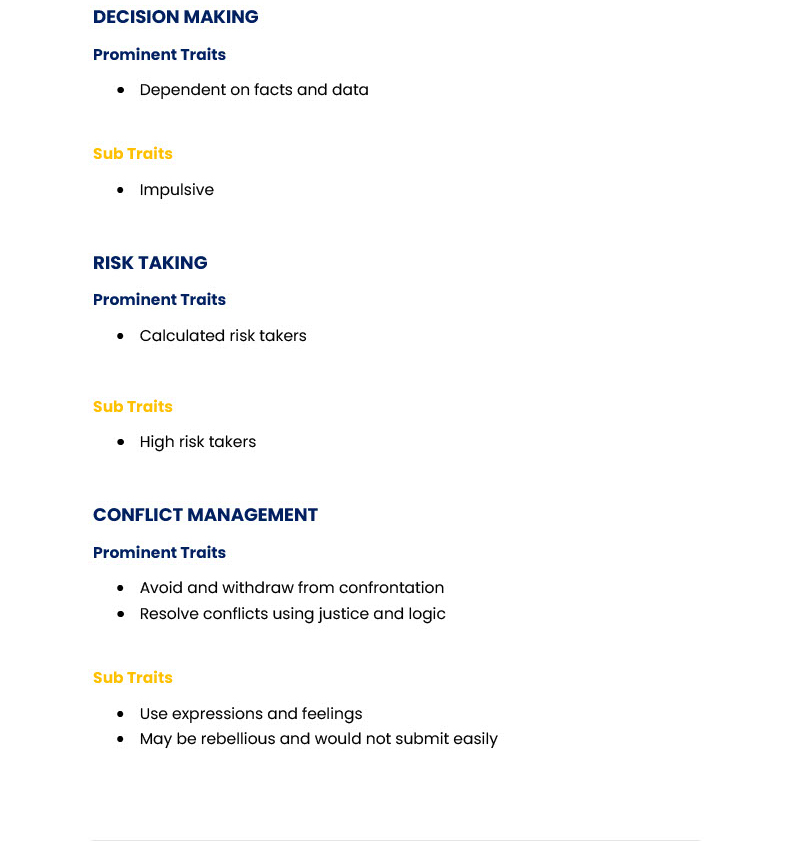 DECISION MAKING
Prominent Traits
• Dependent on facts and data
Sub Traits
• Impulsive
RISK TAKING
Prominent Traits
• Calculated risk takers
Sub Traits
• High risk takers
CONFLICT MANAGEMENT
Prominent Traits
• Avoid and withdraw from confrontation
• Resolve conflicts using justice and logic
Sub Traits
• Use expressions and feelings
• May be rebellious and would not submit easily